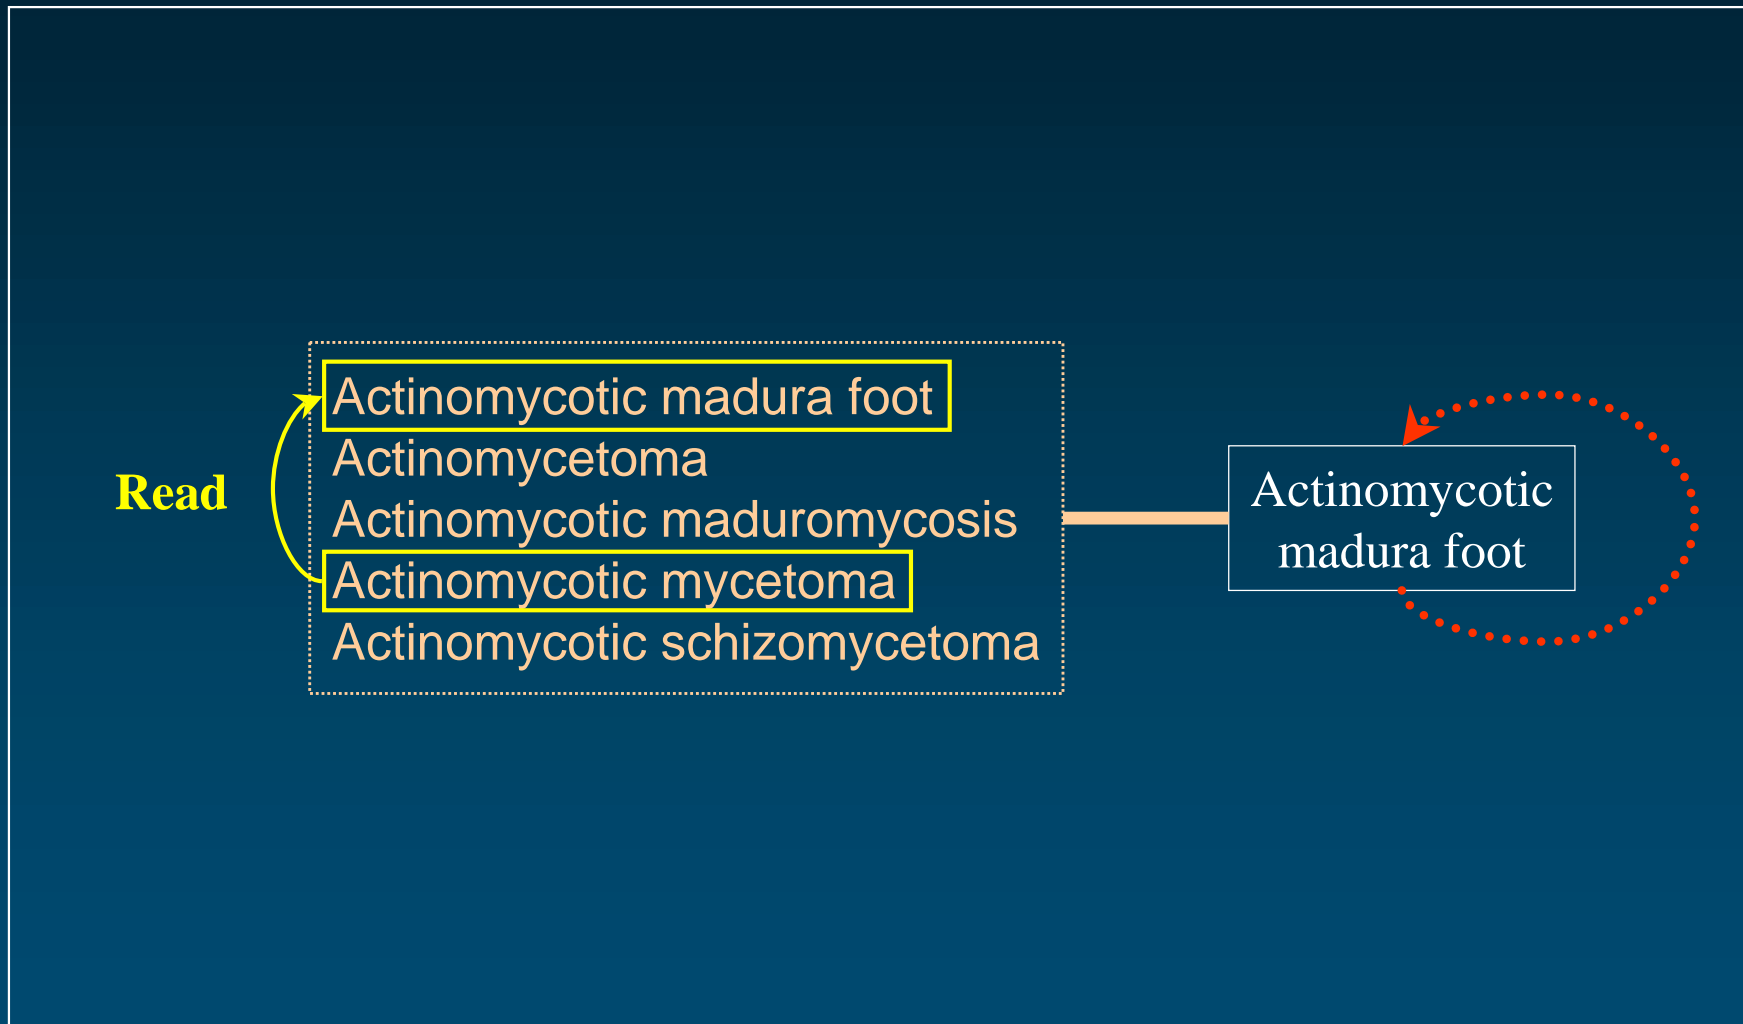 Actinomycotic madura foot
Actinomycetoma
Actinomycotic maduromycosis
Actinomycotic mycetoma
Actinomycotic schizomycetoma
Read
Actinomycotic
madura foot